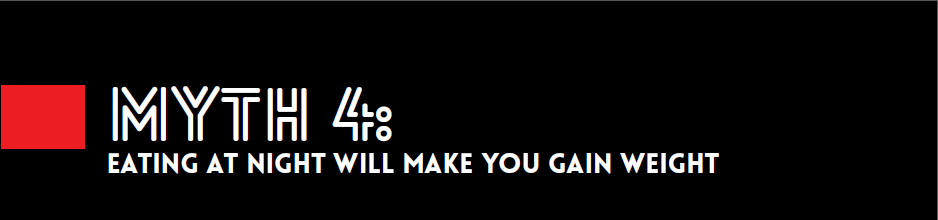 MYTH 4:
EATING AT NIGHT WILL MAKE YOU GAIN WEIGHT